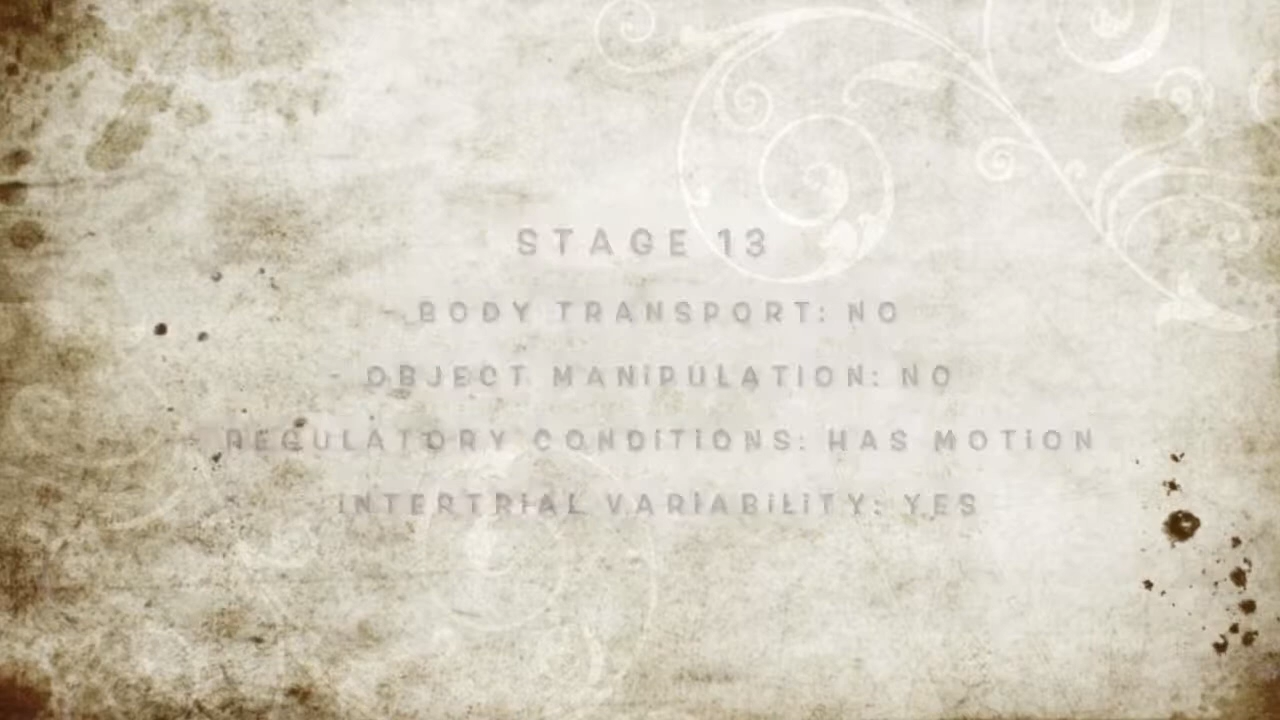 STAGE 13
- BODY TRANSPORT: NO
- OBJECT MANIPULATION: NO
- REGULATORY CONDITIONS: HAS MOTION
INTERTRIAL VARIABILITY: YES